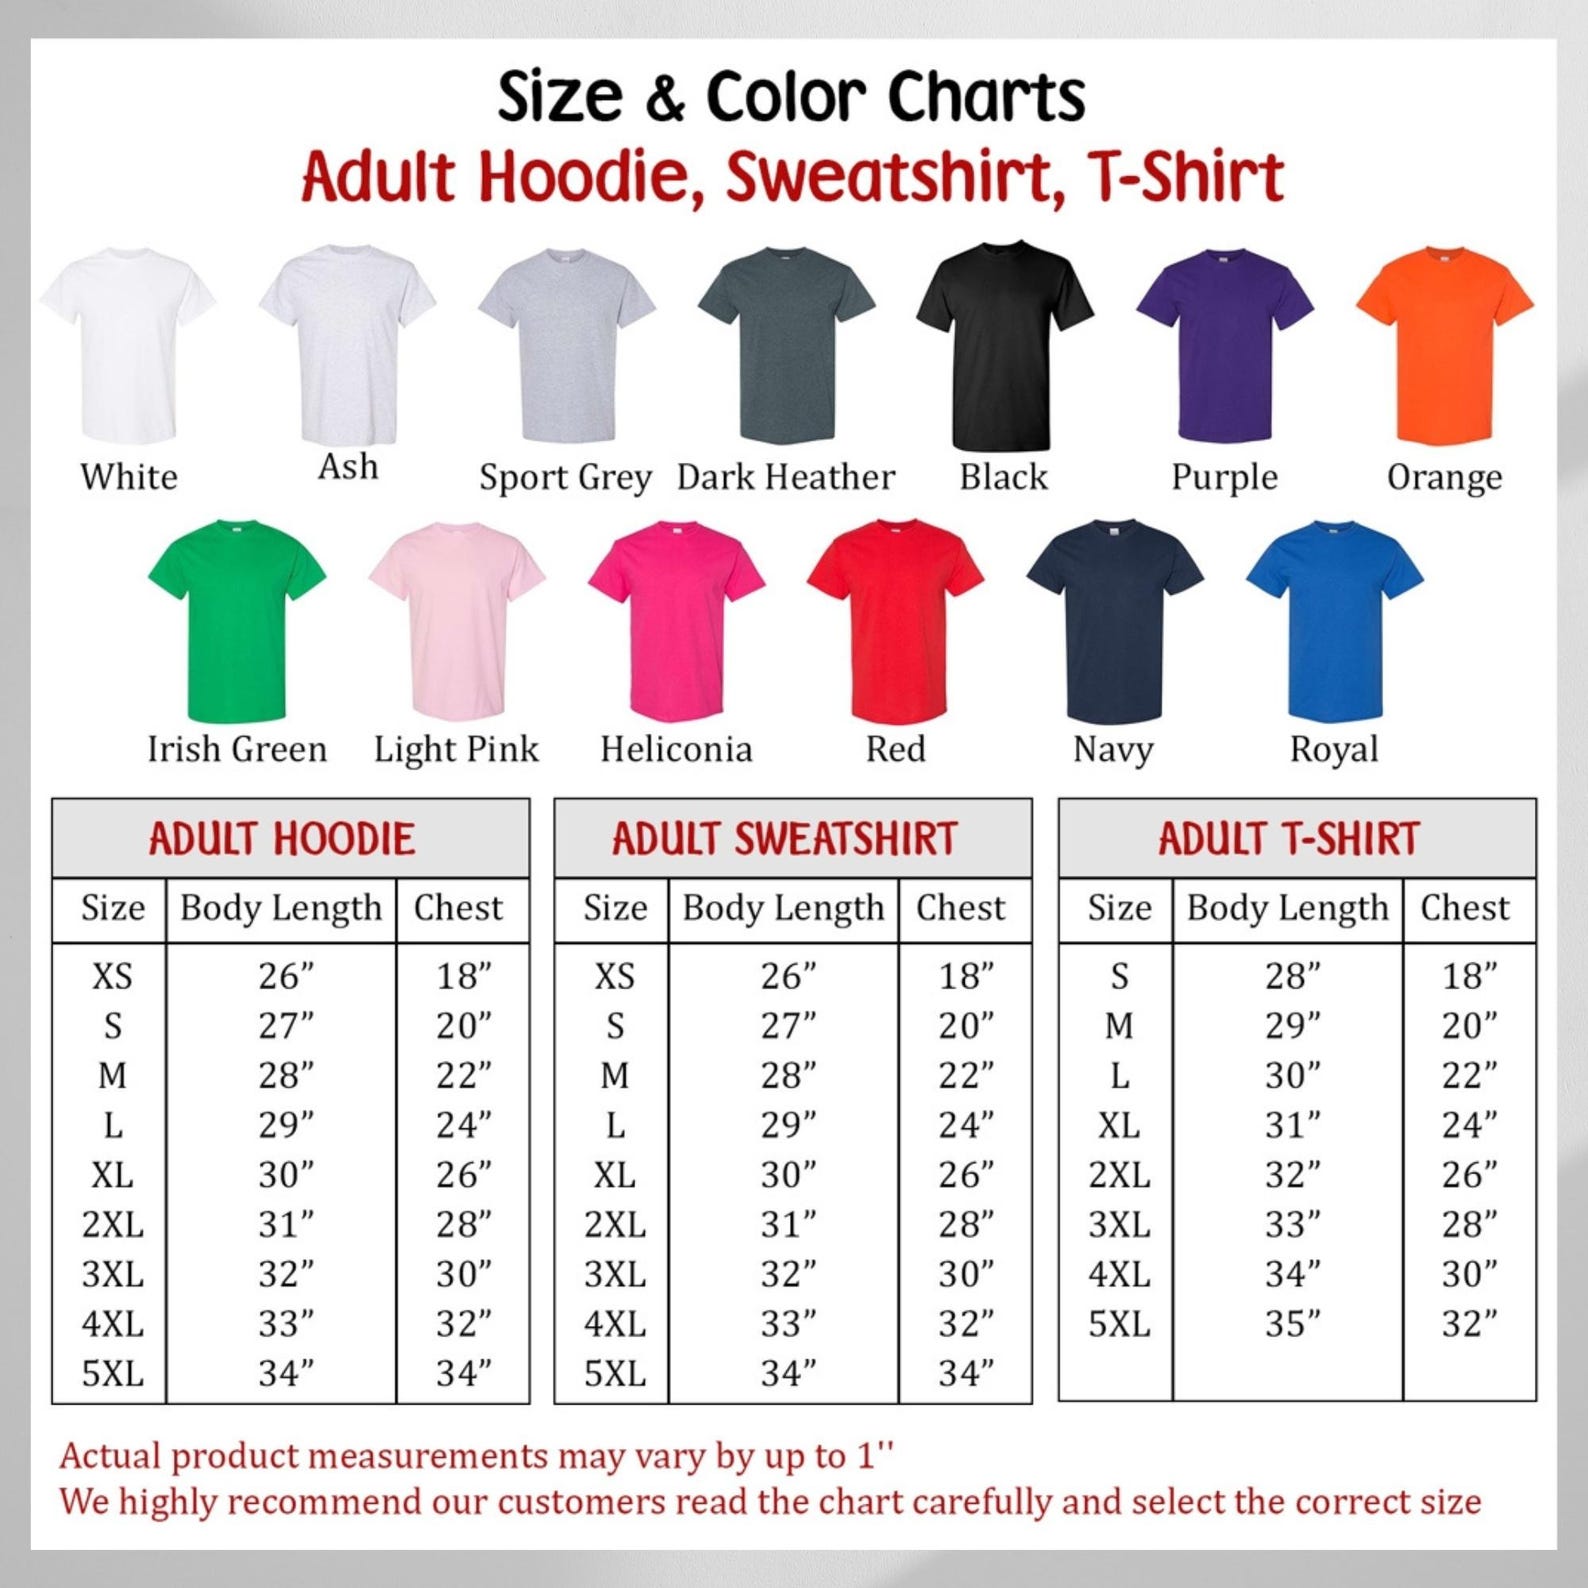 Size & Color Charts
Adult Hoodie, Sweatshirt, T-Shirt
White Ash Sport Grey Dark Heather Black Purple Orange
Irish Green Light Pink Heliconia Red Navy Royal
ADULT HOODIE
Size Body Length Chest
XS 26” 18”
S 27” 20”
M 28” 22”
L 29” 24”
XL 30” 26”
2XL 31” 28”
3XL 32” 30”
4XL 33” 32”
5XL 34” 34”
ADULT SWEATSHIRT
Size Body Length Chest
XS 26” 18”
S 27” 20”
M 28” 22”
L 29” 24”
XL 30” 26”
2XL 31” 28”
3XL 32” 30”
4XL 33” 32”
5XL 34” 34”
ADULT T-SHIRT
Size Body Length Chest
S 28” 18”
M 29” 20”
L 30” 22”
XL 31” 24”
2XL 32” 26”
3XL 33” 28”
4XL 34” 30”
5XL 35” 32”
Actual product measurements may vary by up to 1''
We highly recommend our customers read the chart carefully and select the correct size